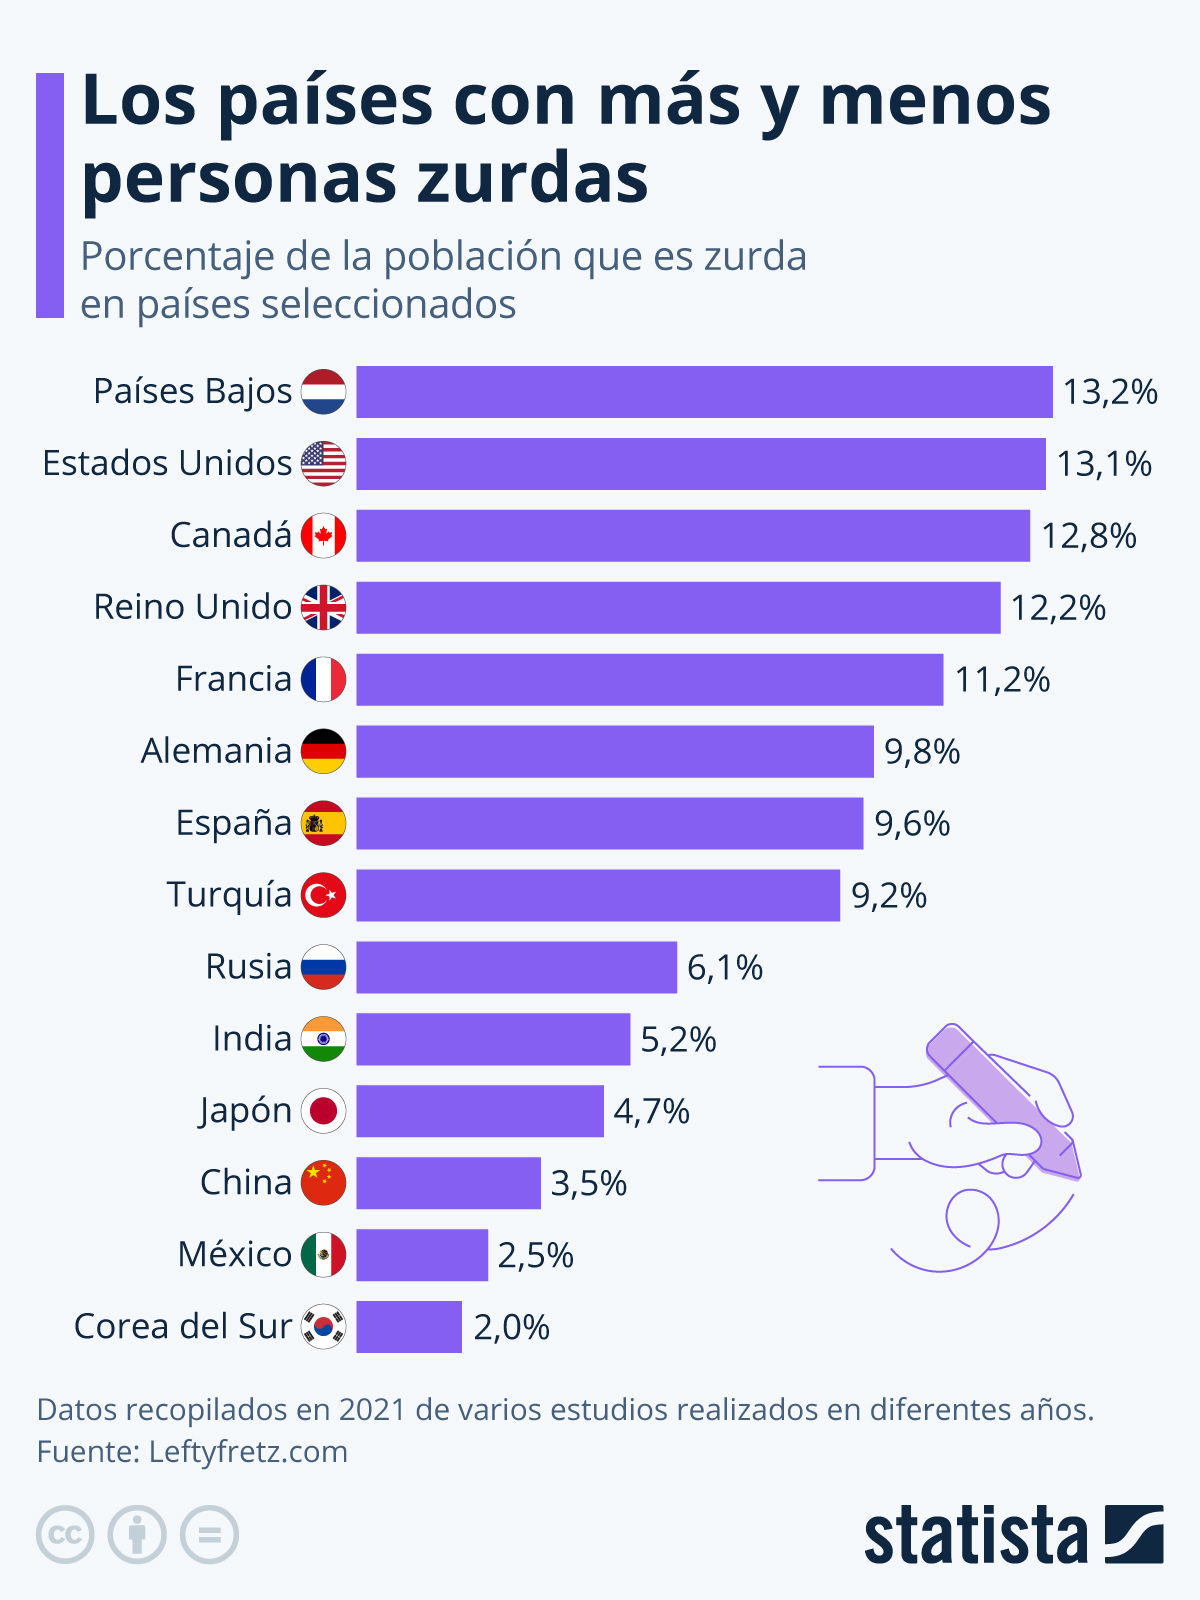 Los países con más y menos
personas zurdas
Porcentaje de la población que es zurda
en países seleccionados
Países Bajos 13,2%
Estados Unidos 13,1%
Canadá 12,8%
Reino Unido 12,2%
Francia 11,2%
Alemania 9,8%
España 9,6%
Turquía 9,2%
Rusia 6,1%
India 5,2%
Japón 4,7%
China 3,5%
México 2,5%
Corea del Sur 2,0%
Datos recopilados en 2021 de varios estudios realizados en diferentes años.
Fuente: Leftyfretz.com
cc = statista